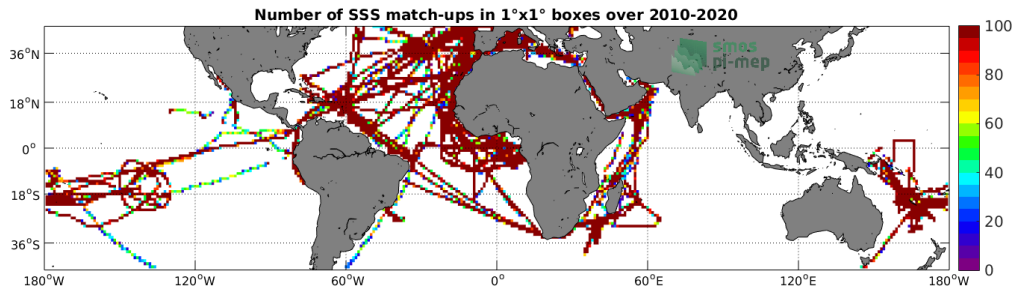 Number of SSS match-ups in 1°x1° boxes over 2010-2020
36°N
18°N
0°
18°S
36°S
180°W
120°W
60°W
0°
60°E
120°E
180°W
100
80
60
40
20
0
smos
pi-mep